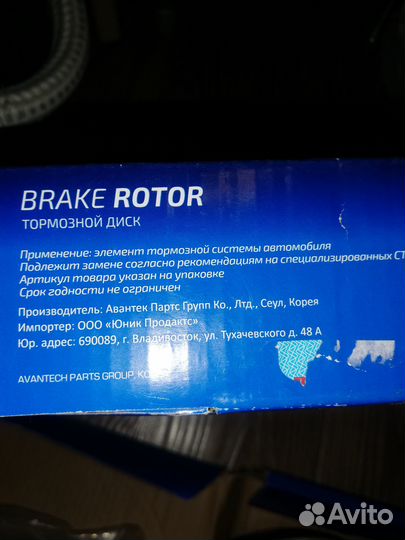 BRAKE ROTOR
ТОРМОЗНОЙ ДИСК
Применение: элемент тормозной системы автомобиля
Подлежит замене согласно рекомендациям на специализированных СТ
Артикул товара указан на упаковке
Срок годности не ограничен
Производитель: Авантек Партс Групп Ко., Лтд., Сеул, Корея
Импортер: ООО «Юник Продактс»
Юр. адрес: 690089, г. Владивосток, ул. Тухачевского д. 48 А
AVANTECH PARTS GROUP, KO
Avito